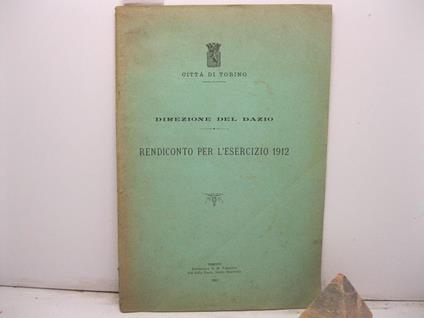 CITTÀ DI TORINO
DIREZIONE DEL DAZIO
RENDICONTO PER L'ESERCIZIO 1912
TORINO